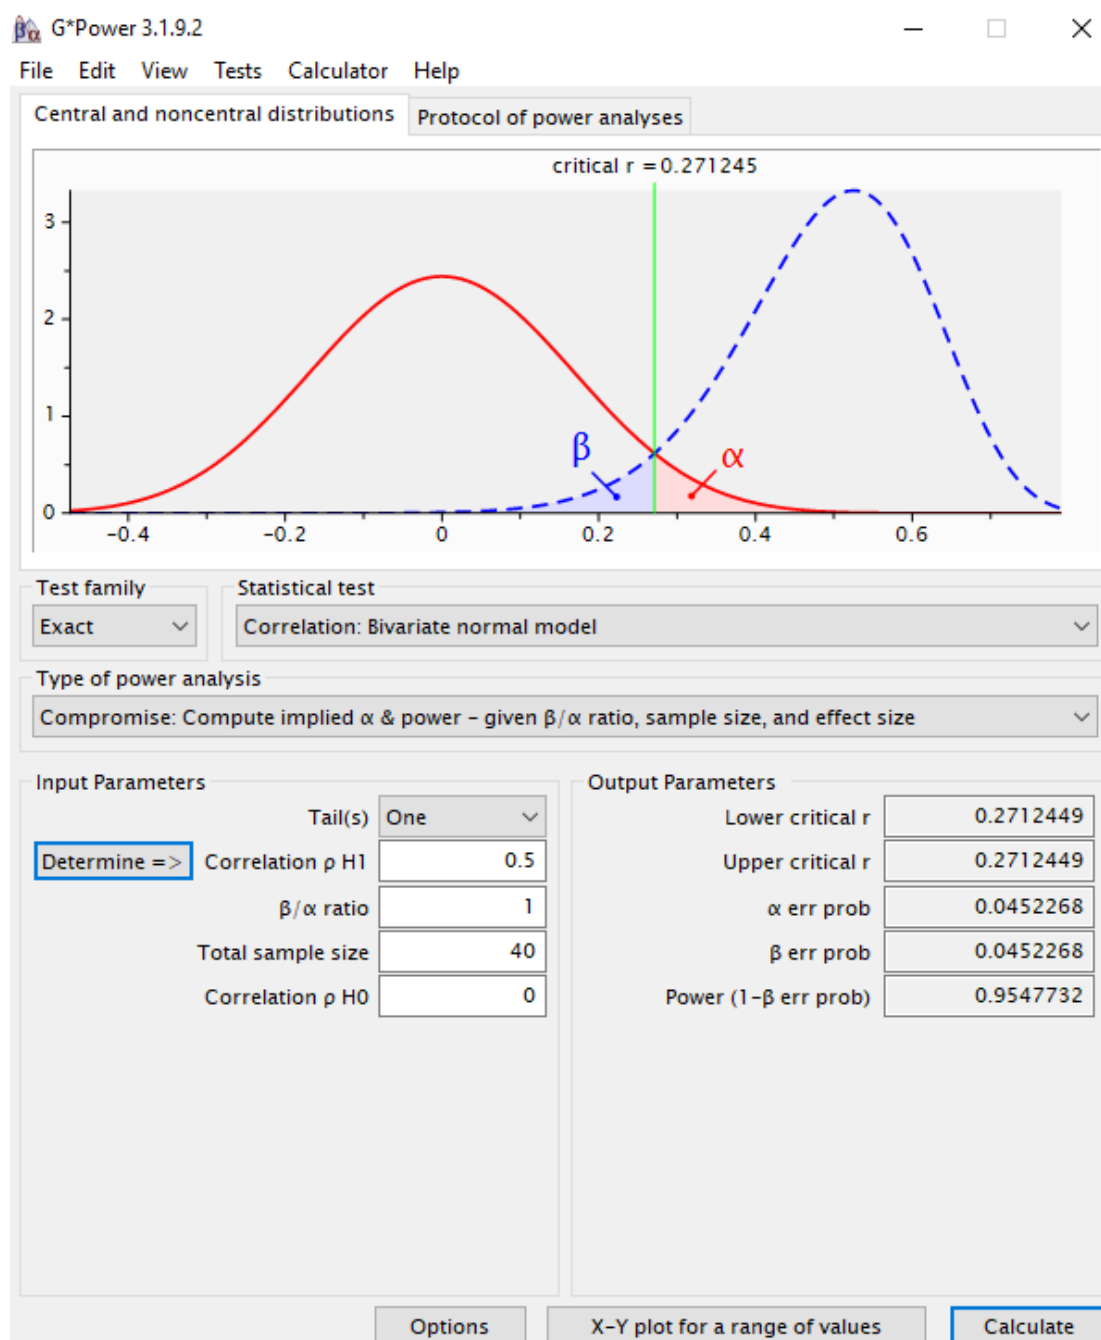 G*Power 3.1.9.2
File Edit View Tests Calculator Help
Central and noncentral distributions Protocol of power analyses
critical r = 0.271245
3
2
1
0
β
α
-0.4 -0.2 0 0.2 0.4 0.6
Test family Statistical test
Exact Correlation: Bivariate normal model
Type of power analysis
Compromise: Compute implied α & power - given β/α ratio, sample size, and effect size
Input Parameters
Tail(s) One
Determine => Correlation ρ H1 0.5
β/α ratio 1
Total sample size 40
Correlation ρ H0 0
Output Parameters
Lower critical r 0.2712449
Upper critical r 0.2712449
α err prob 0.0452268
β err prob 0.0452268
Power (1-β err prob) 0.9547732
Options X-Y plot for a range of values Calculate